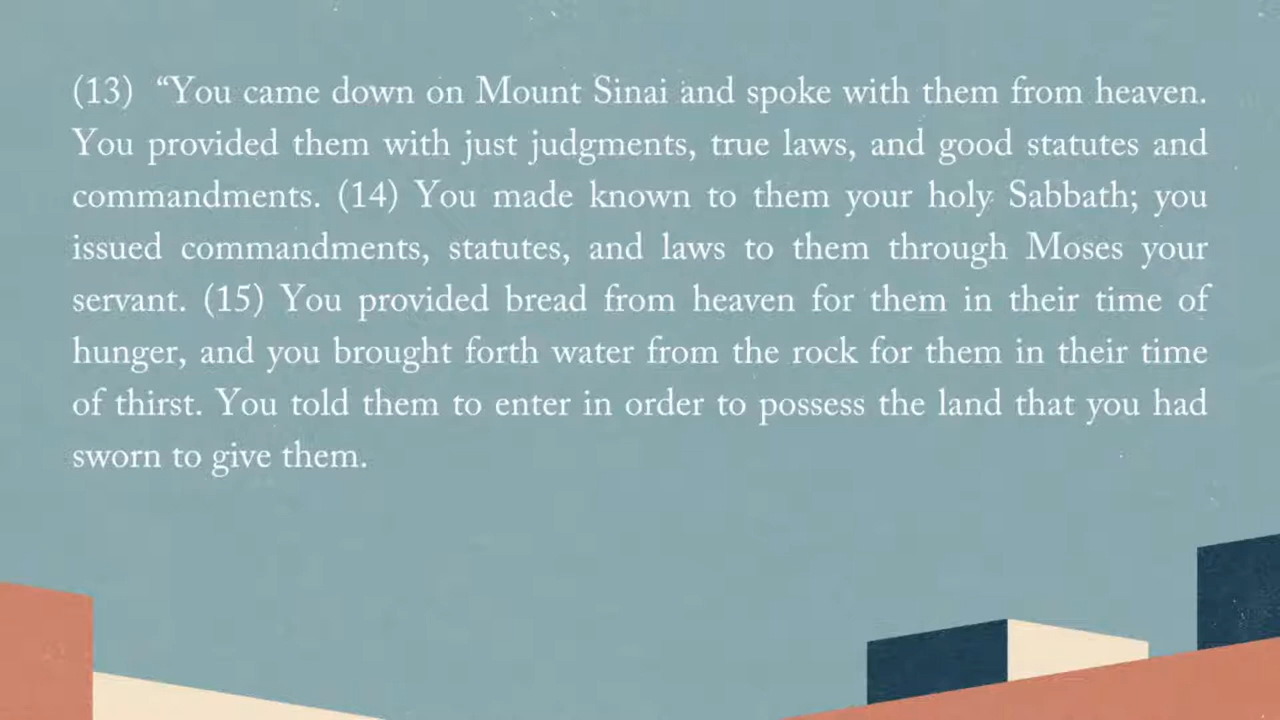 (13) “You came down on Mount Sinai and spoke with them from heaven.
You provided them with just judgments, true laws, and good statutes and
commandments. (14) You made known to them your holy Sabbath; you
issued commandments, statutes, and laws to them through Moses your
servant. (15) You provided bread from heaven for them in their time of
hunger, and you brought forth water from the rock for them in their time
of thirst. You told them to enter in order to possess the land that you had
sworn to give them.